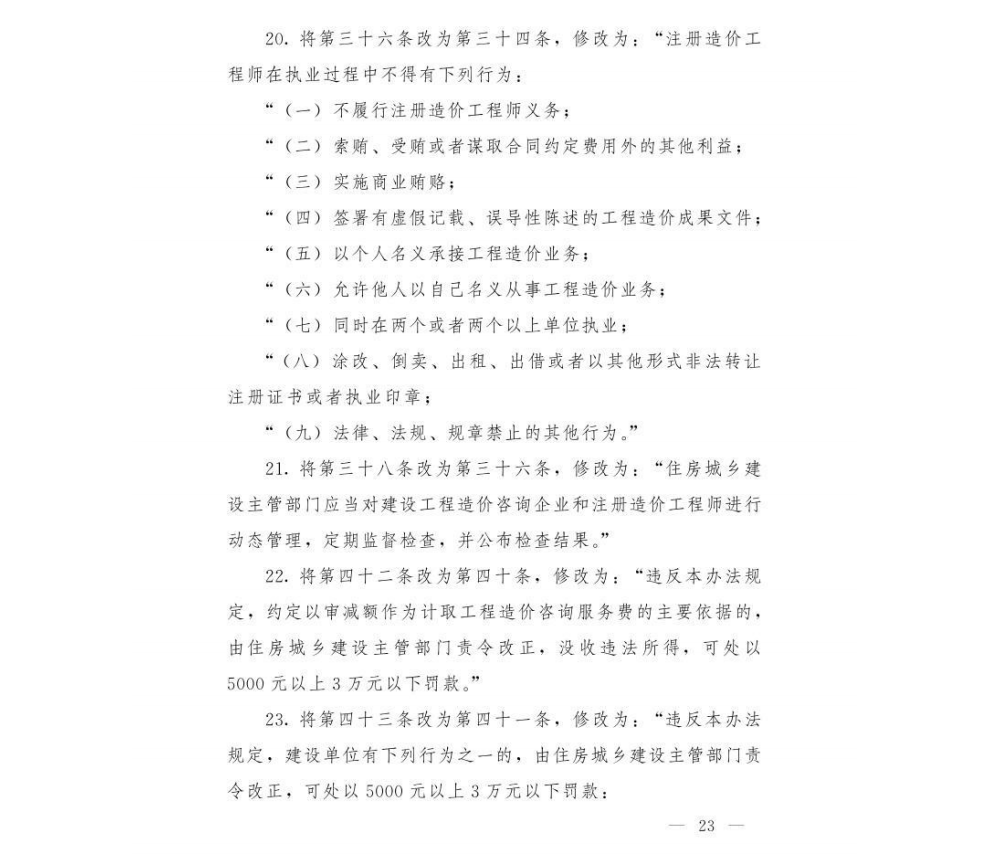 20. 将第三十六条改为第三十四条，修改为：“注册造价工
程师在执业过程中不得有下列行为：
“（一）不履行注册造价工程师义务；
“（二）索贿、受贿或者谋取合同约定费用外的其他利益；
“（三）实施商业贿赂；
“（四）签署有虚假记载、误导性陈述的工程造价成果文件；
“（五）以个人名义承接工程造价业务；
“（六）允许他人以自己名义从事工程造价业务；
“（七）同时在两个或者两个以上单位执业；
“（八）涂改、倒卖、出租、出借或者以其他形式非法转让
注册证书或者执业印章；
“（九）法律、法规、规章禁止的其他行为。”
21. 将第三十八条改为第三十六条，修改为：“住房城乡建
设主管部门应当对建设工程造价咨询企业和注册造价工程师进行
动态管理，定期监督检查，并公布检查结果。”
22. 将第四十二条改为第四十条，修改为：“违反本办法规
定，约定以审减额作为计取工程造价咨询服务费的主要依据的，
由住房城乡建设主管部门责令改正，没收违法所得，可处以
5000 元以上 3 万元以下罚款。”
23. 将第四十三条改为第四十一条，修改为：“违反本办法
规定，建设单位有下列行为之一的，由住房城乡建设主管部门责
令改正，可处以 5000 元以上 3 万元以下罚款：
— 23 —